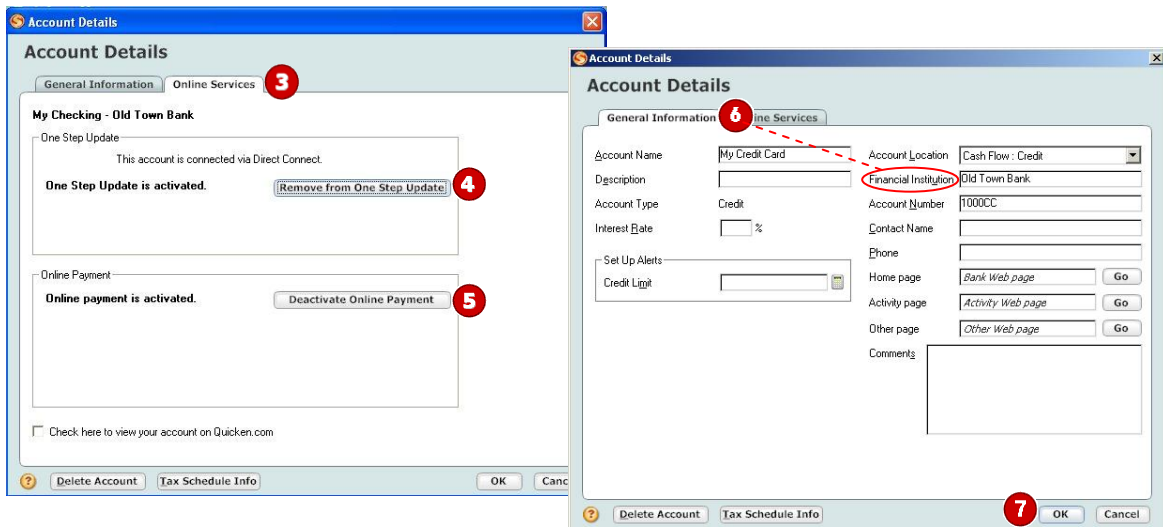 Account Details
Account Details
General Information
Online Services
3
My Checking - Old Town Bank
One Step Update
This account is connected via Direct Connect.
One Step Update is activated.
Remove from One Step Update
4
Online Payment
Online payment is activated.
Deactivate Online Payment
5
Check here to view your account on Quicken.com
?
Delete Account
Tax Schedule Info
OK
Canc
Account Details
Account Details
General Information
6
ine Services
Account Name
My Credit Card
Description
Account Type
Credit
Interest Rate
%
Set Up Alerts
Credit Limit
Account Location
Cash Flow : Credit
Financial Institution
Old Town Bank
Account Number
1000CC
Contact Name
Phone
Home page
Bank Web page
Go
Activity page
Activity Web page
Go
Other page
Other Web page
Go
Comments
?
Delete Account
Tax Schedule Info
7
OK
Cancel